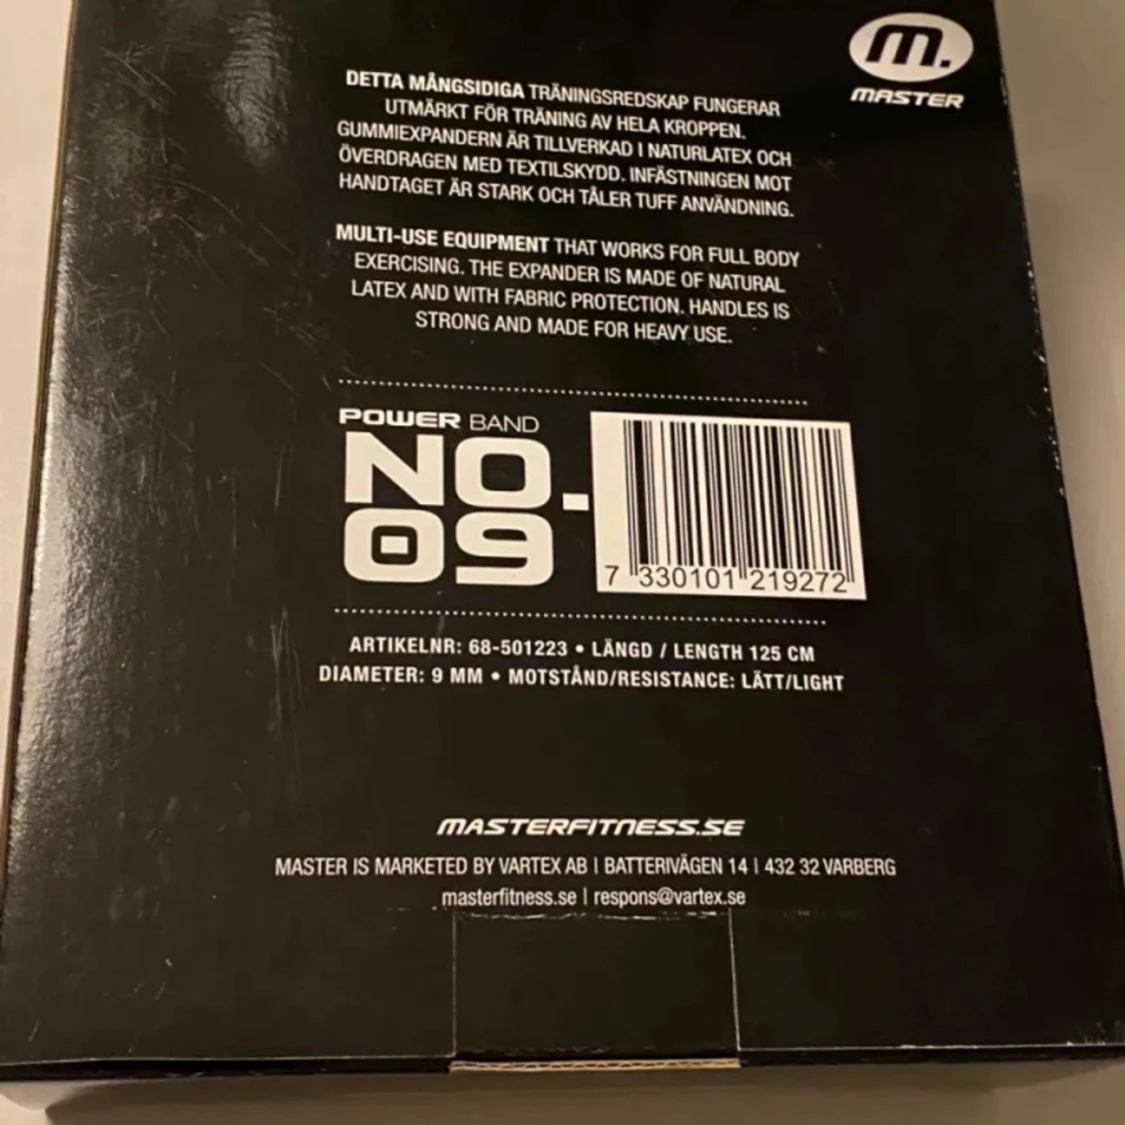 m.
MASTER
DETTA MÅNGSIDIGA TRÄNINGSREDSKAP FUNGERAR
UTMÄRKT FÖR TRÄNING AV HELA KROPPEN.
GUMMIEXPANDERN ÄR TILLVERKAD I NATURLATEX OCH
ÖVERDRAGEN MED TEXTILSKYDD. INFÄSTNINGEN MOT
HANDTAGET ÄR STARK OCH TÅLER TUFF ANVÄNDNING.
MULTI-USE EQUIPMENT THAT WORKS FOR FULL BODY
EXERCISING. THE EXPANDER IS MADE OF NATURAL
LATEX AND WITH FABRIC PROTECTION. HANDLES IS
STRONG AND MADE FOR HEAVY USE.
POWER BAND
NO.
09
7 330101 219272
ARTIKELNR: 68-501223 • LÄNGD / LENGTH 125 CM
DIAMETER: 9 MM • MOTSTÅND/RESISTANCE: LÄTT/LIGHT
MASTERFITNESS.SE
MASTER IS MARKETED BY VARTEX AB | BATTERIVÄGEN 14 | 432 32 VARBERG
masterfitness.se | respons@vartex.se